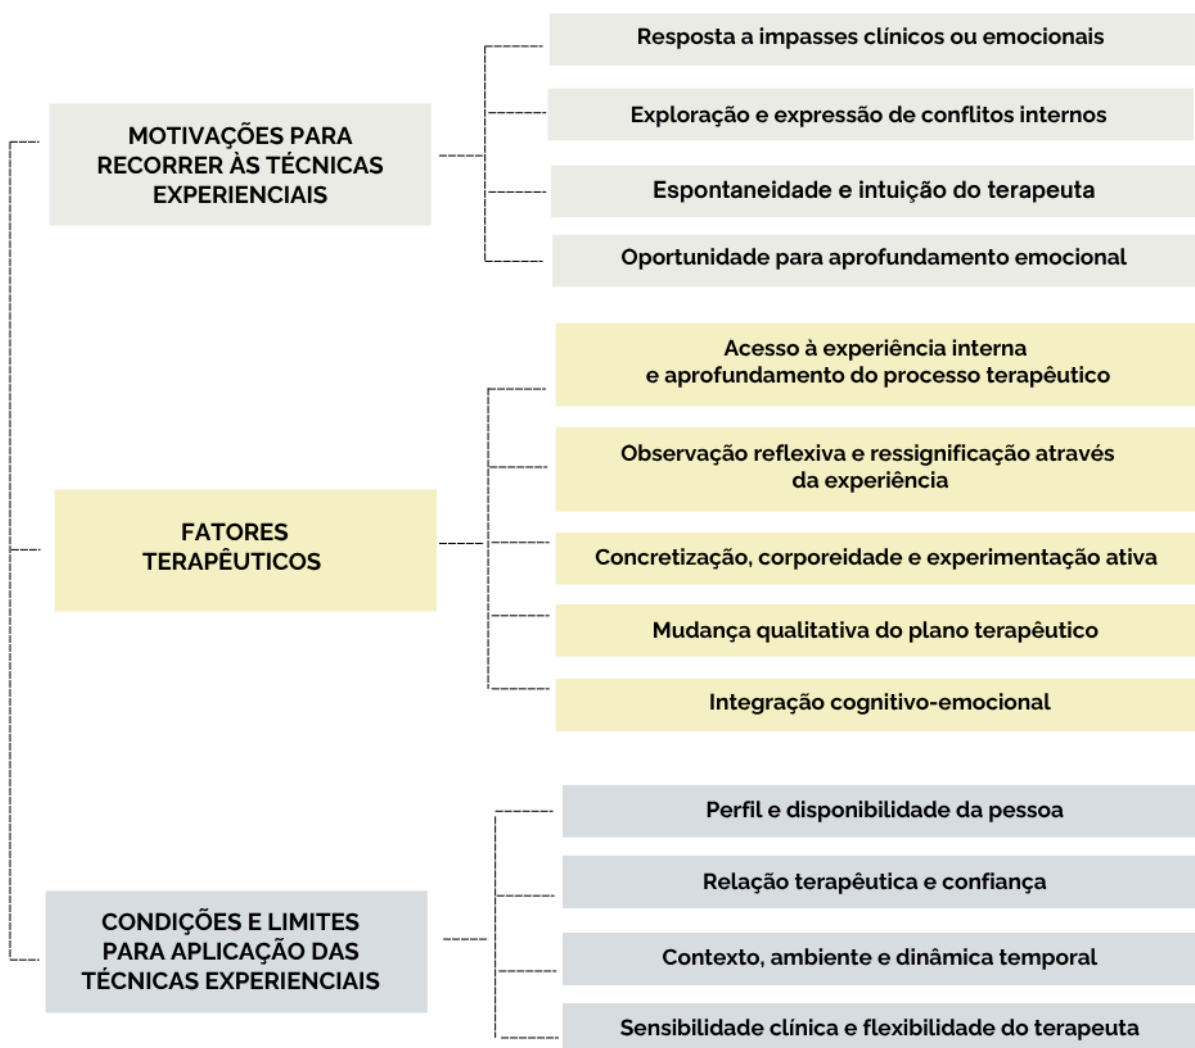 MOTIVAÇÕES PARA
RECORRER ÀS TÉCNICAS
EXPERIENCIAIS
Resposta a impasses clínicos ou emocionais
Exploração e expressão de conflitos internos
Espontaneidade e intuição do terapeuta
Oportunidade para aprofundamento emocional
FATORES
TERAPÊUTICOS
Acesso à experiência interna
e aprofundamento do processo terapêutico
Observação reflexiva e ressignificação através
da experiência
Concretização, corporeidade e experimentação ativa
Mudança qualitativa do plano terapêutico
Integração cognitivo-emocional
CONDIÇÕES E LIMITES
PARA APLICAÇÃO DAS
TÉCNICAS EXPERIENCIAIS
Perfil e disponibilidade da pessoa
Relação terapêutica e confiança
Contexto, ambiente e dinâmica temporal
Sensibilidade clínica e flexibilidade do terapeuta